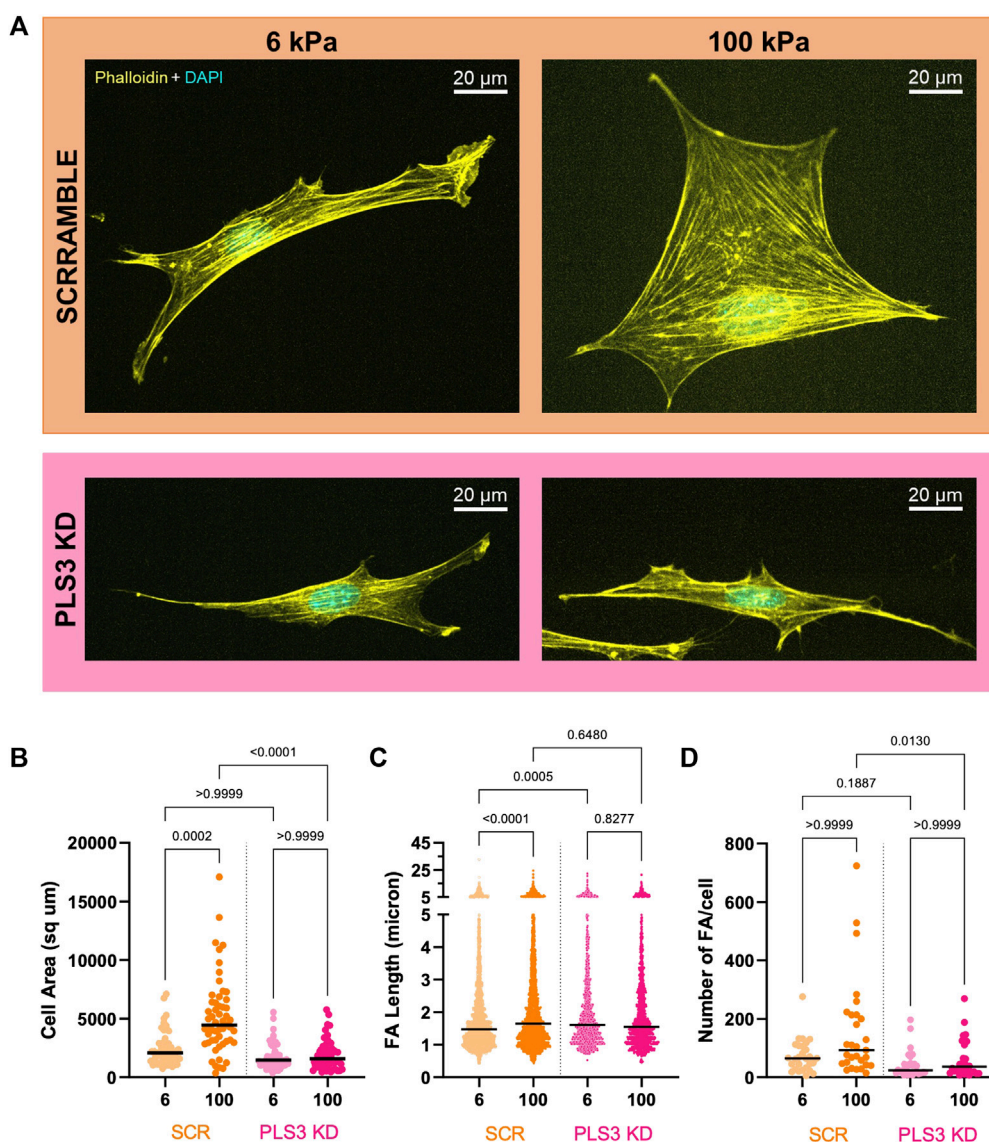 A
6 kPa
100 kPa
SCRRAMBLE
Phalloidin + DAPI
20 µm
20 µm
PLS3 KD
20 µm
20 µm
B
<0.0001
>0.9999
0.0002
>0.9999
Cell Area (sq um)
20000
15000
10000
5000
0
6
100
6
100
SCR
PLS3 KD
C
0.6480
0.0005
<0.0001
0.8277
FA Length (micron)
45
25
5
5
4
3
2
1
0
6
100
6
100
SCR
PLS3 KD
D
0.0130
0.1887
>0.9999
>0.9999
Number of FA/cell
800
600
400
200
0
6
100
6
100
SCR
PLS3 KD